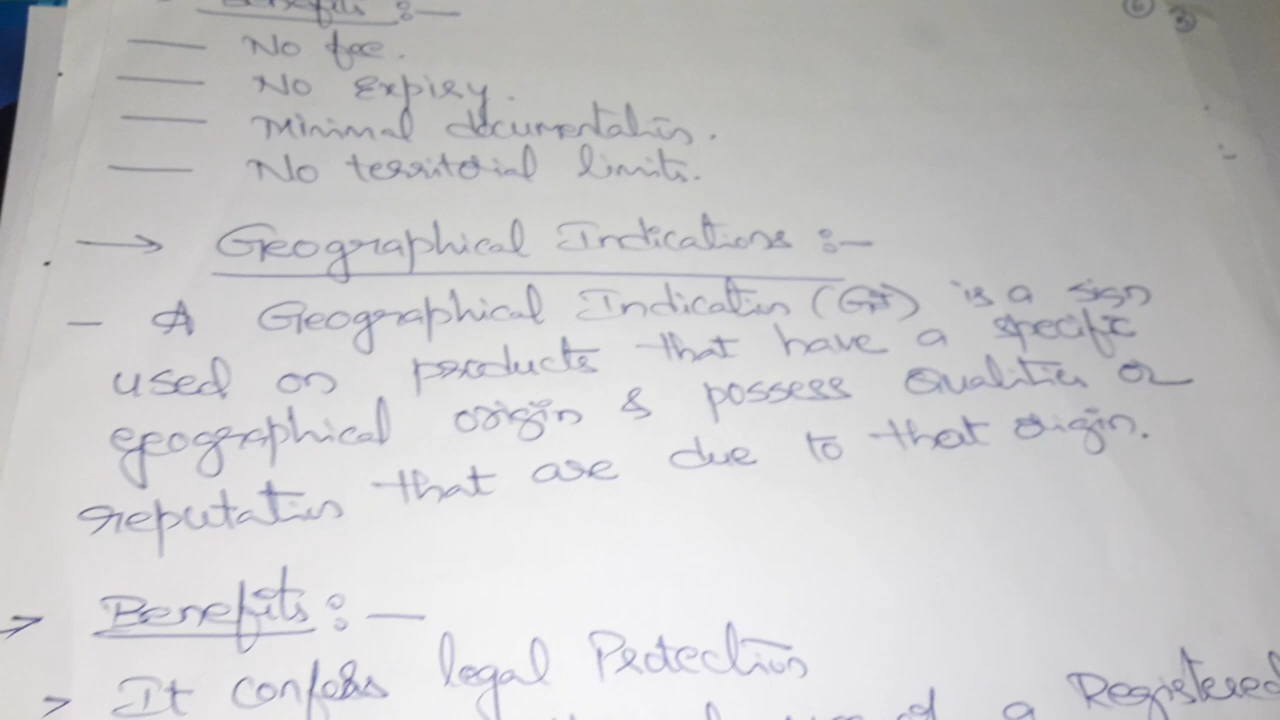 Benefits :—
— No fee.
— No Expiry.
— Minimal documentation.
— No territorial limits.
→ Geographical Indications :—
– A Geographical Indication (GI) is a sign
used on products that have a specific
geographical origin & possess Qualities or
reputation that are due to that origin.
> Benefits :—
> It confers legal Protection
of a Registered